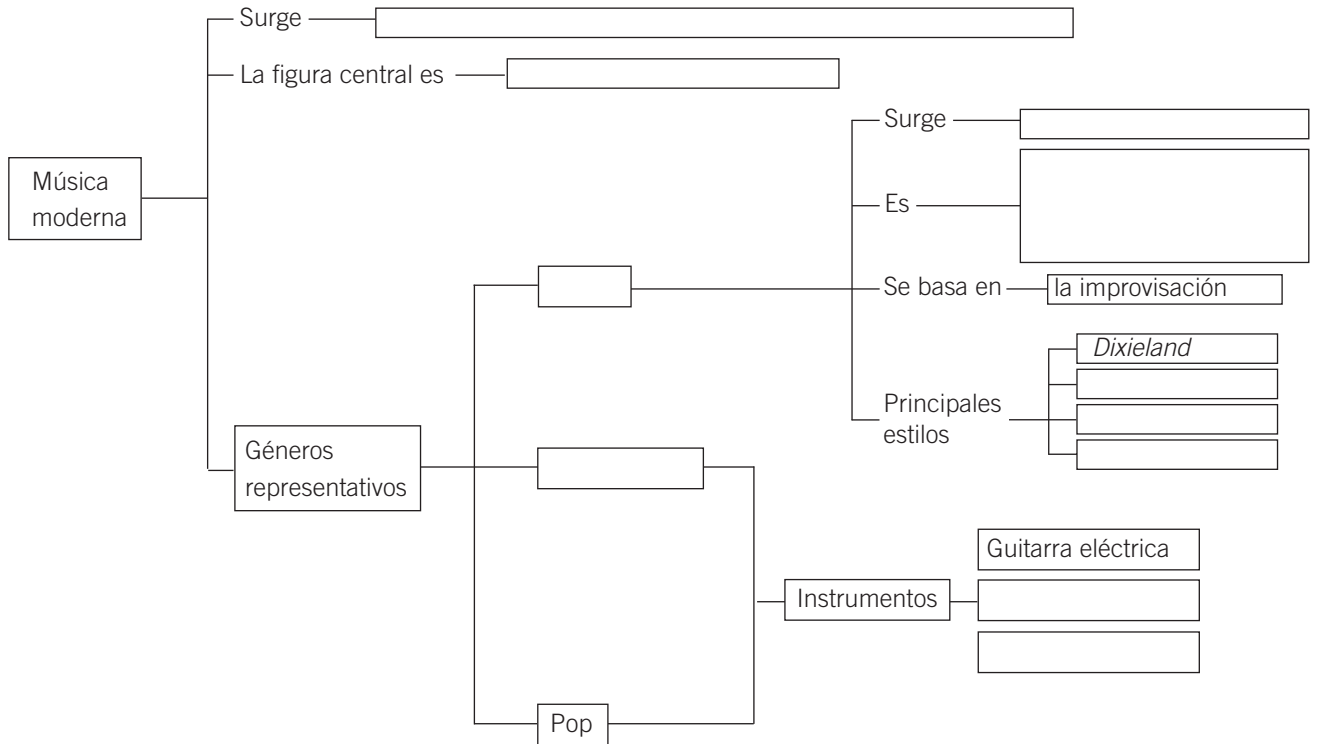 Surge
La figura central es
Música
moderna
Surge
Es
Se basa en
la improvisación
Dixieland
Principales
estilos
Géneros
representativos
Guitarra eléctrica
Instrumentos
Pop